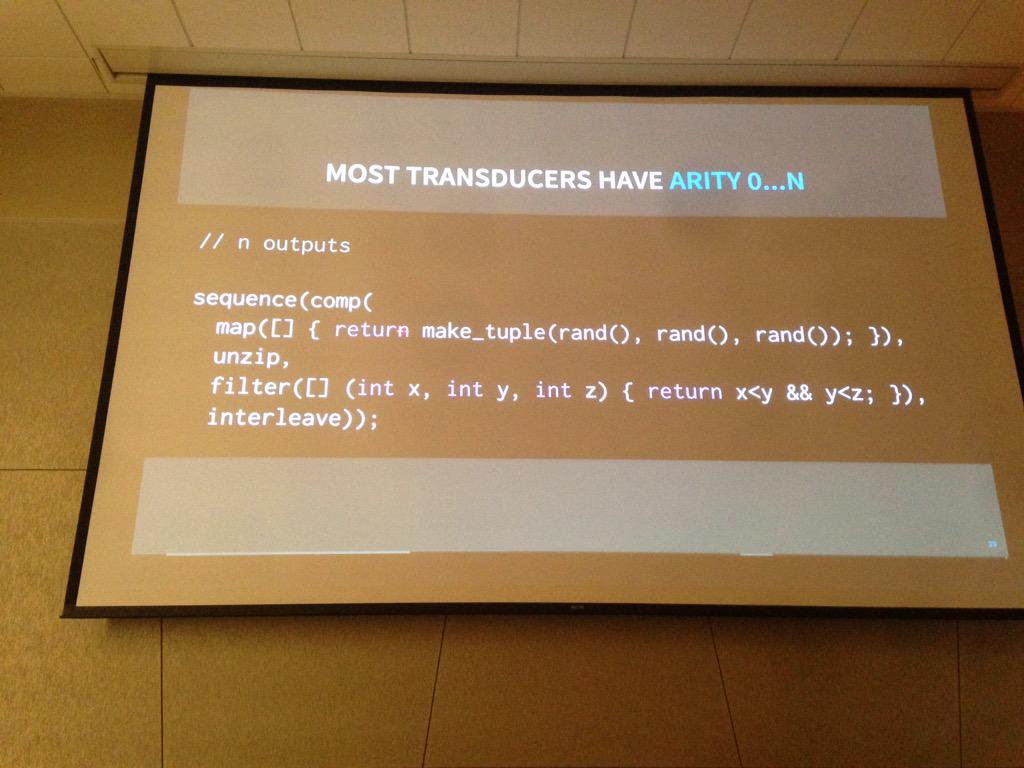 MOST TRANSDUCERS HAVE ARITY 0...N
// n outputs
sequence(comp(
map([] { return make_tuple(rand(), rand(), rand()); }),
unzip,
filter([] (int x, int y, int z) { return x<y && y<z; }),
interleave));